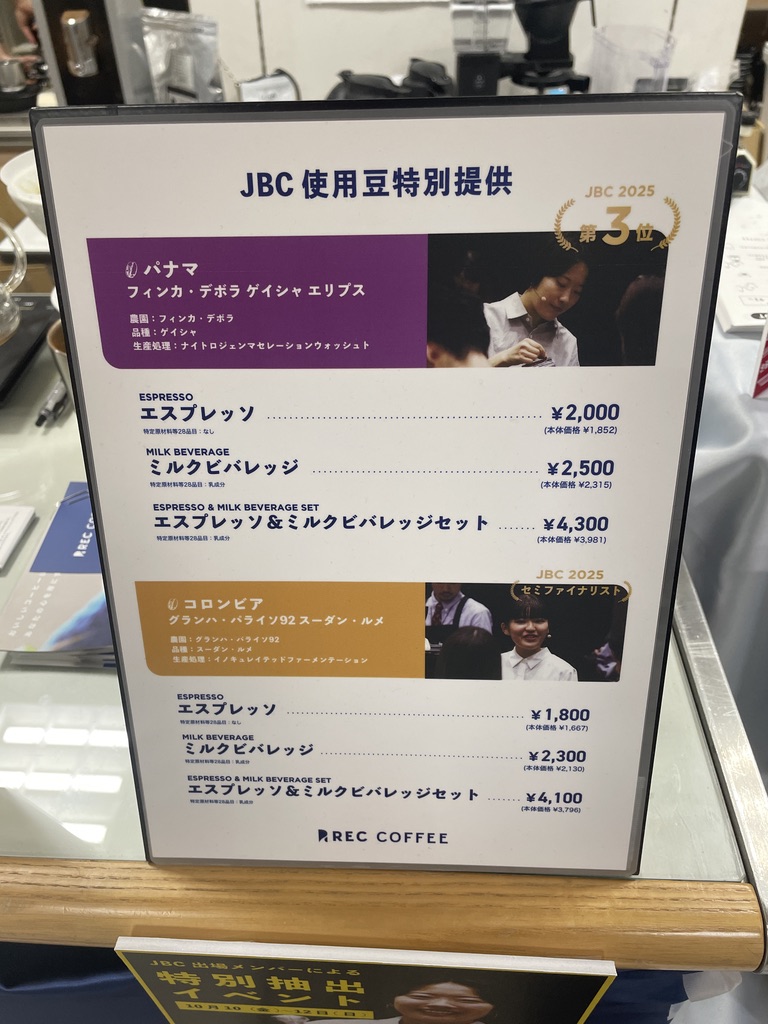 JBC 使用豆特別提供
JBC 2025
第3位
パナマ
フィンカ・デボラ ゲイシャ エリプス
農園：フィンカ・デボラ
品種：ゲイシャ
生産処理：ナイトロジェンマセレーションウォッシュト
ESPRESSO
エスプレッソ ¥2,000
特定原材料等28品目：なし (本体価格 ¥1,852)
MILK BEVERAGE
ミルクビバレッジ ¥2,500
特定原材料等28品目：乳成分 (本体価格 ¥2,315)
ESPRESSO & MILK BEVERAGE SET
エスプレッソ&ミルクビバレッジセット ¥4,300
特定原材料等28品目：乳成分 (本体価格 ¥3,981)
JBC 2025
セミファイナリスト
コロンビア
グランハ・パライソ92 スーダン・ルメ
農園：グランハ・パライソ92
品種：スーダン・ルメ
生産処理：イノキュレイテッドファーメンテーション
ESPRESSO
エスプレッソ ¥1,800
特定原材料等28品目：なし (本体価格 ¥1,667)
MILK BEVERAGE
ミルクビバレッジ ¥2,300
特定原材料等28品目：乳成分 (本体価格 ¥2,130)
ESPRESSO & MILK BEVERAGE SET
エスプレッソ&ミルクビバレッジセット ¥4,100
特定原材料等28品目：乳成分 (本体価格 ¥3,796)
REC COFFEE
REC CO
JBC 出場メンバーによる
特別抽出
イベント
10月10(金)~12日(日)